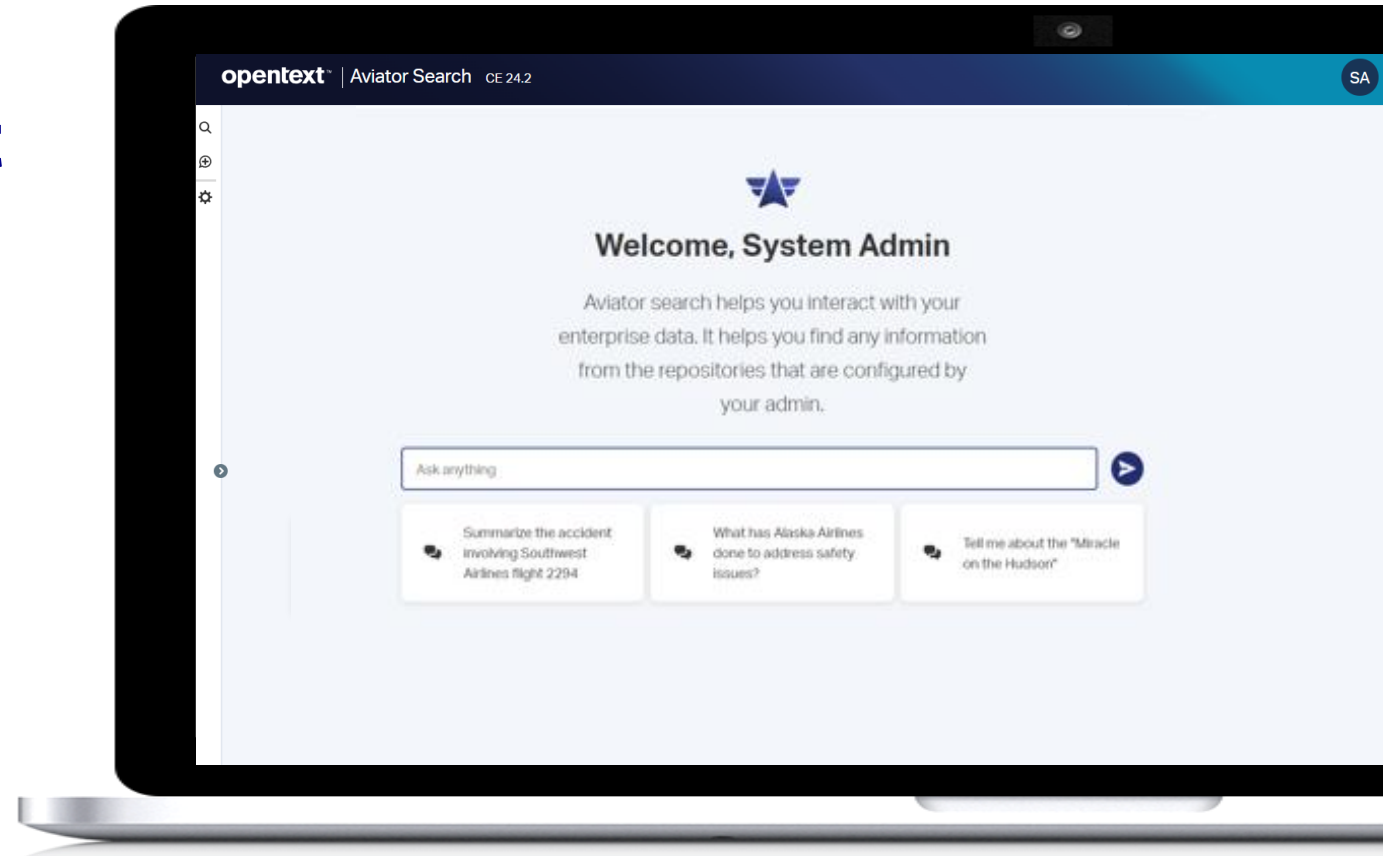 opentext™ | Aviator Search CE 24.2
SA
Welcome, System Admin
Aviator search helps you interact with your
enterprise data. It helps you find any information
from the repositories that are configured by
your admin.
Ask anything
Summarize the accident
involving Southwest
Airlines flight 2294
What has Alaska Airlines
done to address safety
issues?
Tell me about the "Miracle
on the Hudson"